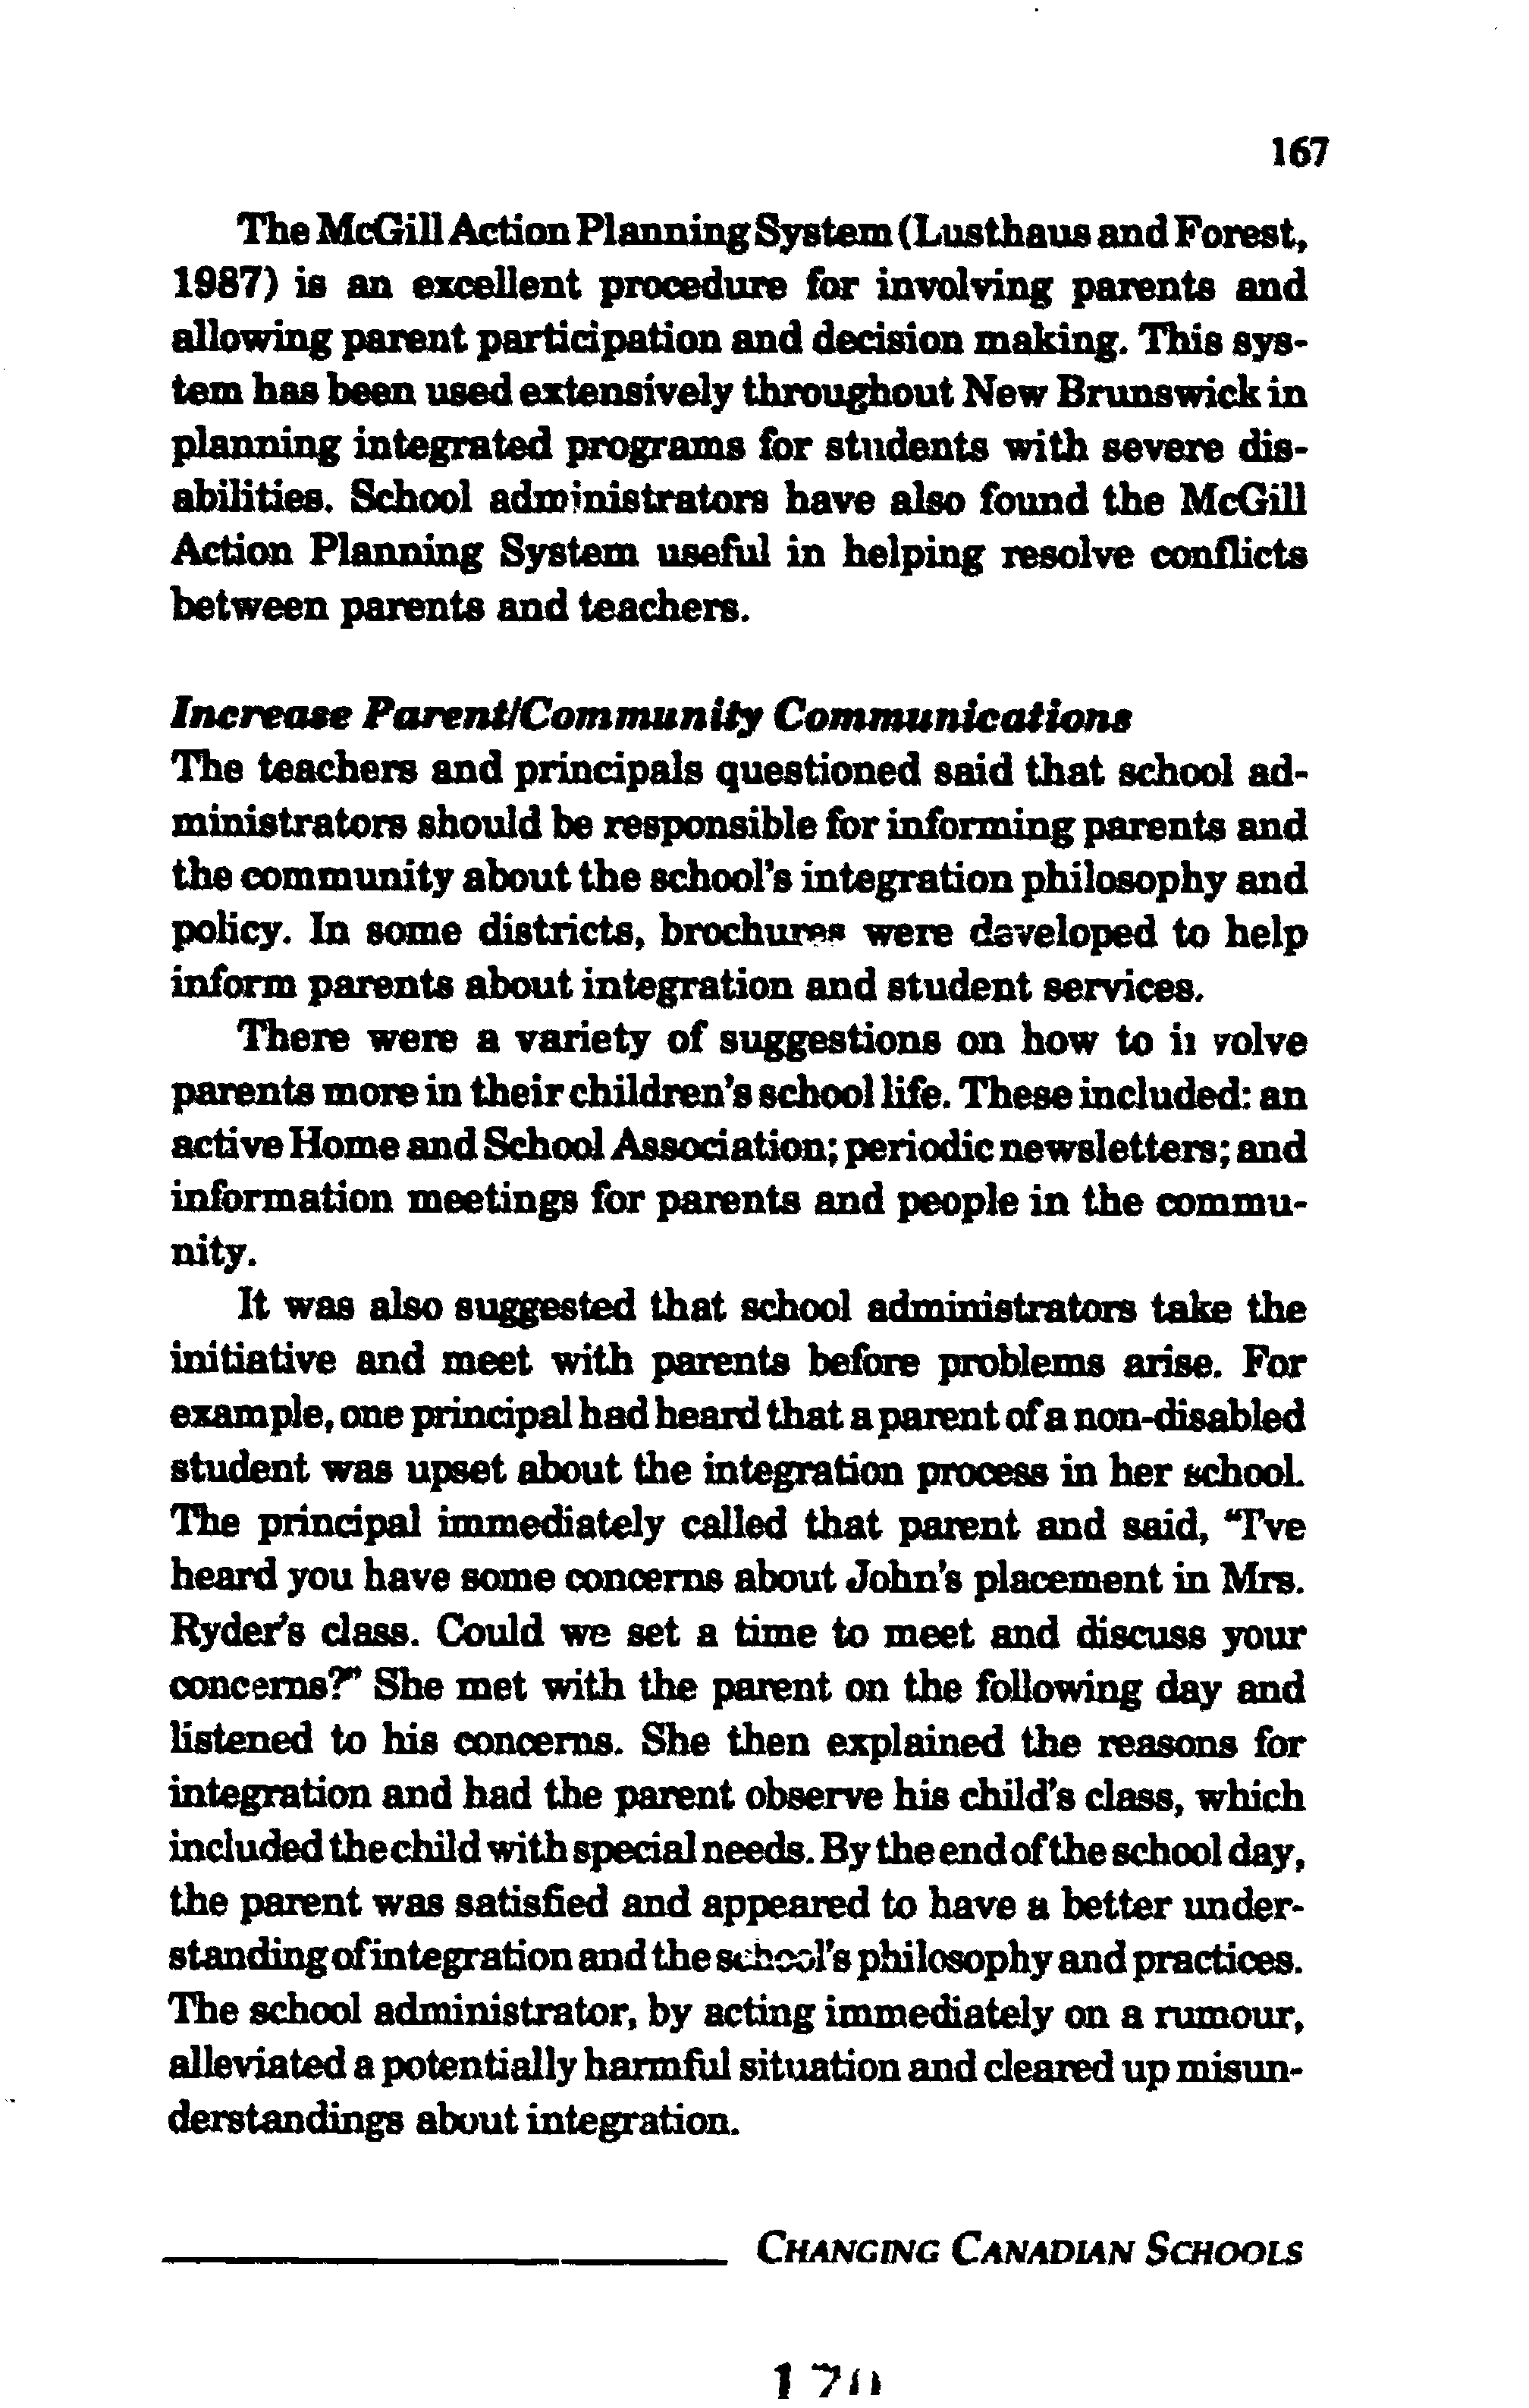 167
The McGill Action Planning System (Lusthaus and Forest,
1987) is an excellent procedure for involving parents and
allowing parent participation and decision making. This sys-
tem has been used extensively throughout New Brunswick in
planning integrated programs for students with severe dis-
abilities. School administrators have also found the McGill
Action Planning System useful in helping resolve conflicts
between parents and teachers.
Increase Parent/Community Communications
The teachers and principals questioned said that school ad-
ministrators should be responsible for informing parents and
the community about the school's integration philosophy and
policy. In some districts, brochures were developed to help
inform parents about integration and student services.
There were a variety of suggestions on how to involve
parents more in their children's school life. These included: an
active Home and School Association; periodic newsletters; and
information meetings for parents and people in the commu-
nity.
It was also suggested that school administrators take the
initiative and meet with parents before problems arise. For
example, one principal had heard that a parent of a non-disabled
student was upset about the integration process in her school.
The principal immediately called that parent and said, "I've
heard you have some concerns about John's placement in Mrs.
Ryder's class. Could we set a time to meet and discuss your
concerns?" She met with the parent on the following day and
listened to his concerns. She then explained the reasons for
integration and had the parent observe his child's class, which
included the child with special needs. By the end of the school day,
the parent was satisfied and appeared to have a better under-
standing of integration and the school's philosophy and practices.
The school administrator, by acting immediately on a rumour,
alleviated a potentially harmful situation and cleared up misun-
derstandings about integration.
CHANGING CANADIAN SCHOOLS